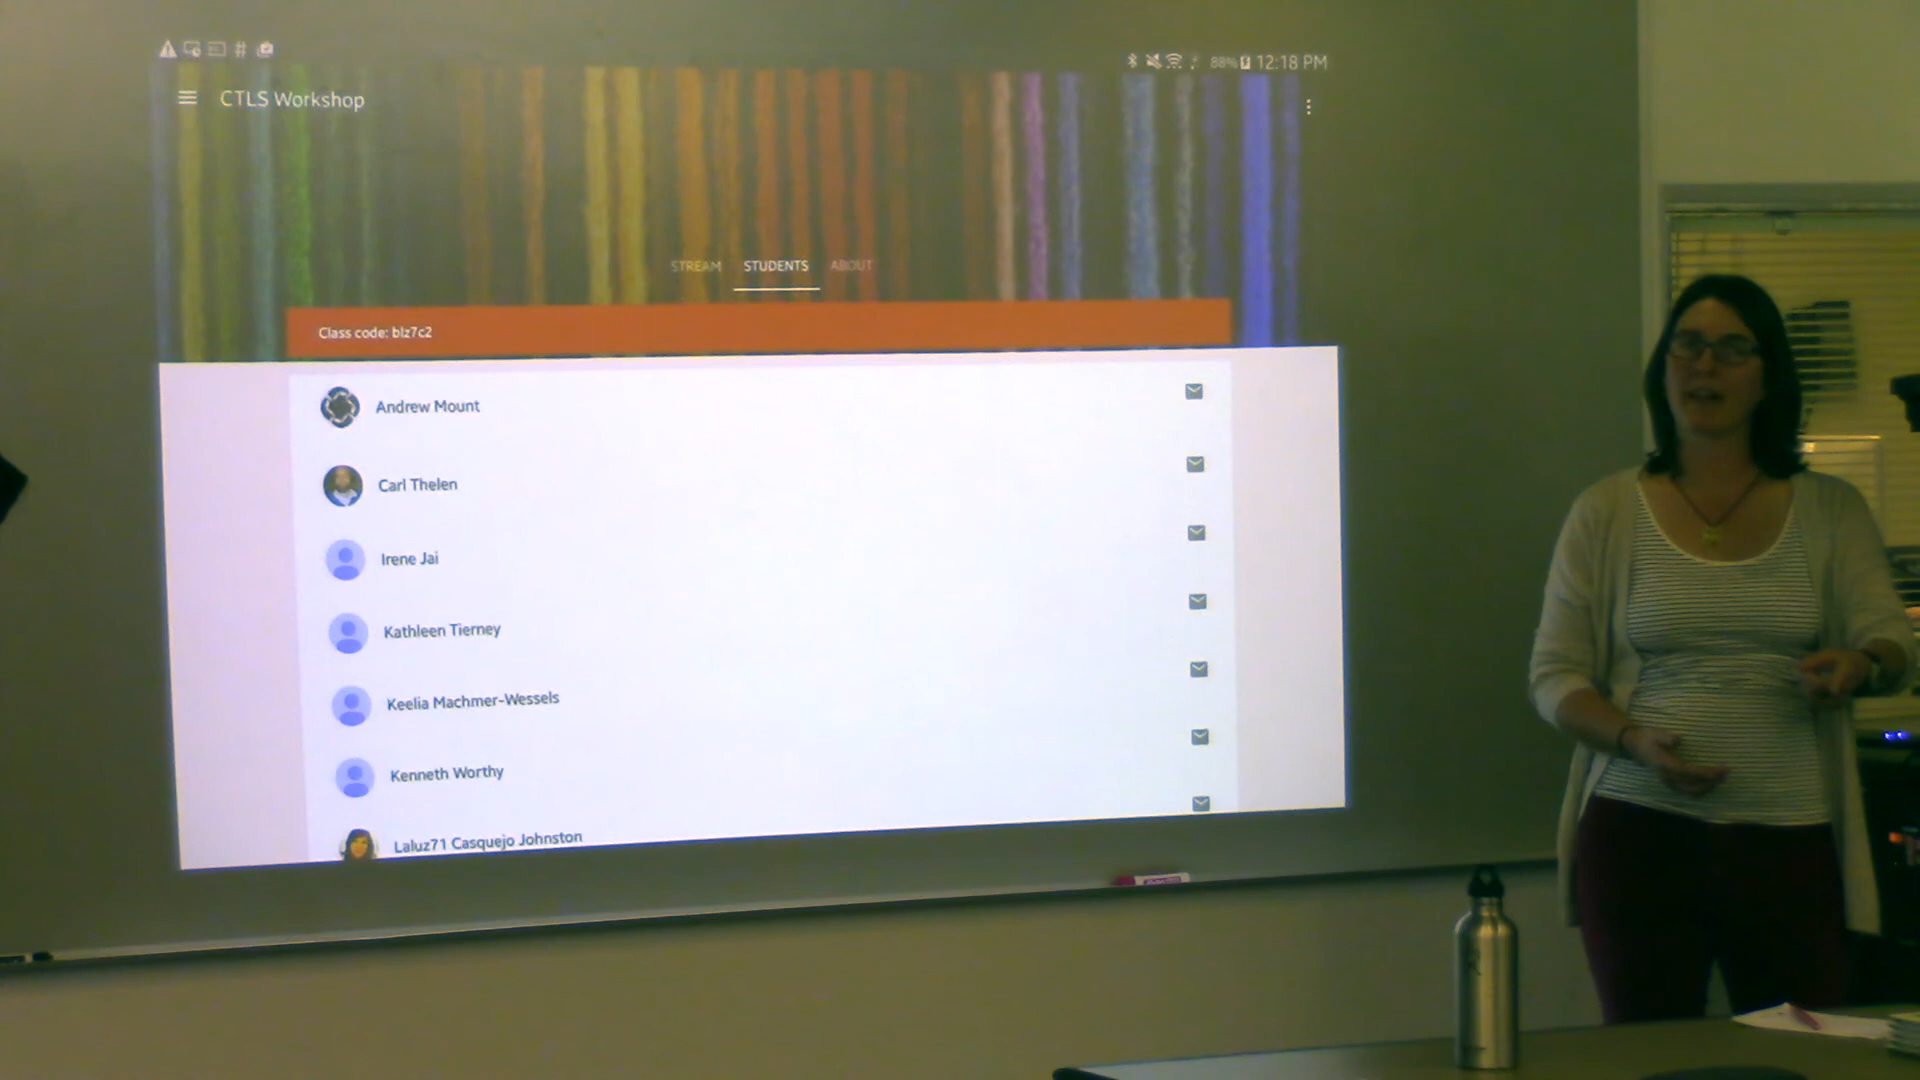 88% 12:18 PM
CTLS Workshop
STREAM STUDENTS ABOUT
Class code: blz7c2
Andrew Mount
Carl Thelen
Irene Jai
Kathleen Tierney
Keelia Machmer-Wessels
Kenneth Worthy
Laluz71 Casquejo Johnston